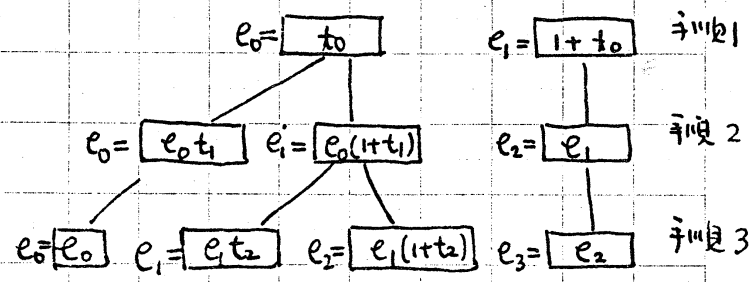 e₀= t₀ e₁= 1+t₀ 手順1
e₀= e₀t₁ e₁= e₀(1+t₁) e₂= e₁ 手順2
e₀= e₀ e₁= e₁t₂ e₂= e₁(1+t₂) e₃= e₂ 手順3